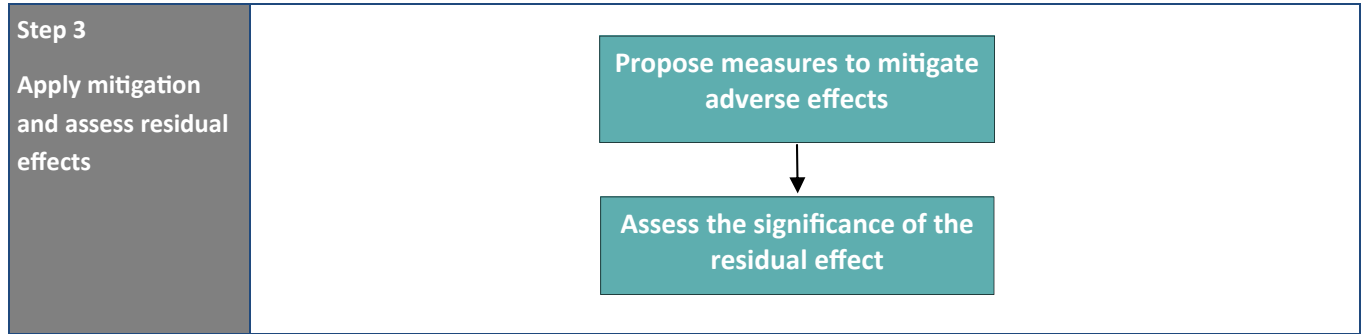 Step 3
Apply mitigation
and assess residual
effects
Propose measures to mitigate
adverse effects
Assess the significance of the
residual effect